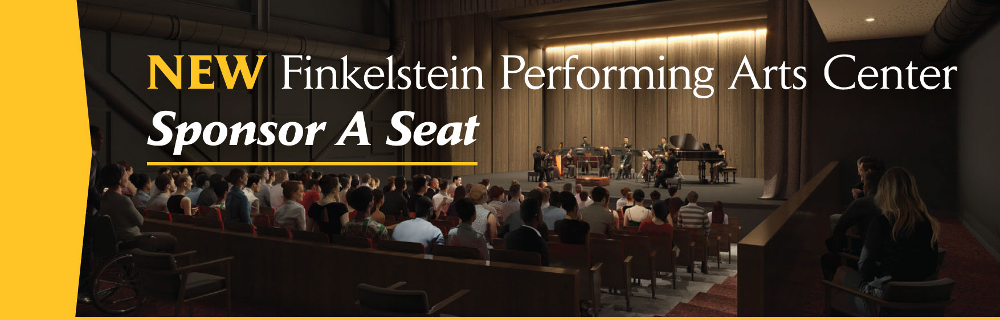 NEW Finkelstein Performing Arts Center
Sponsor A Seat